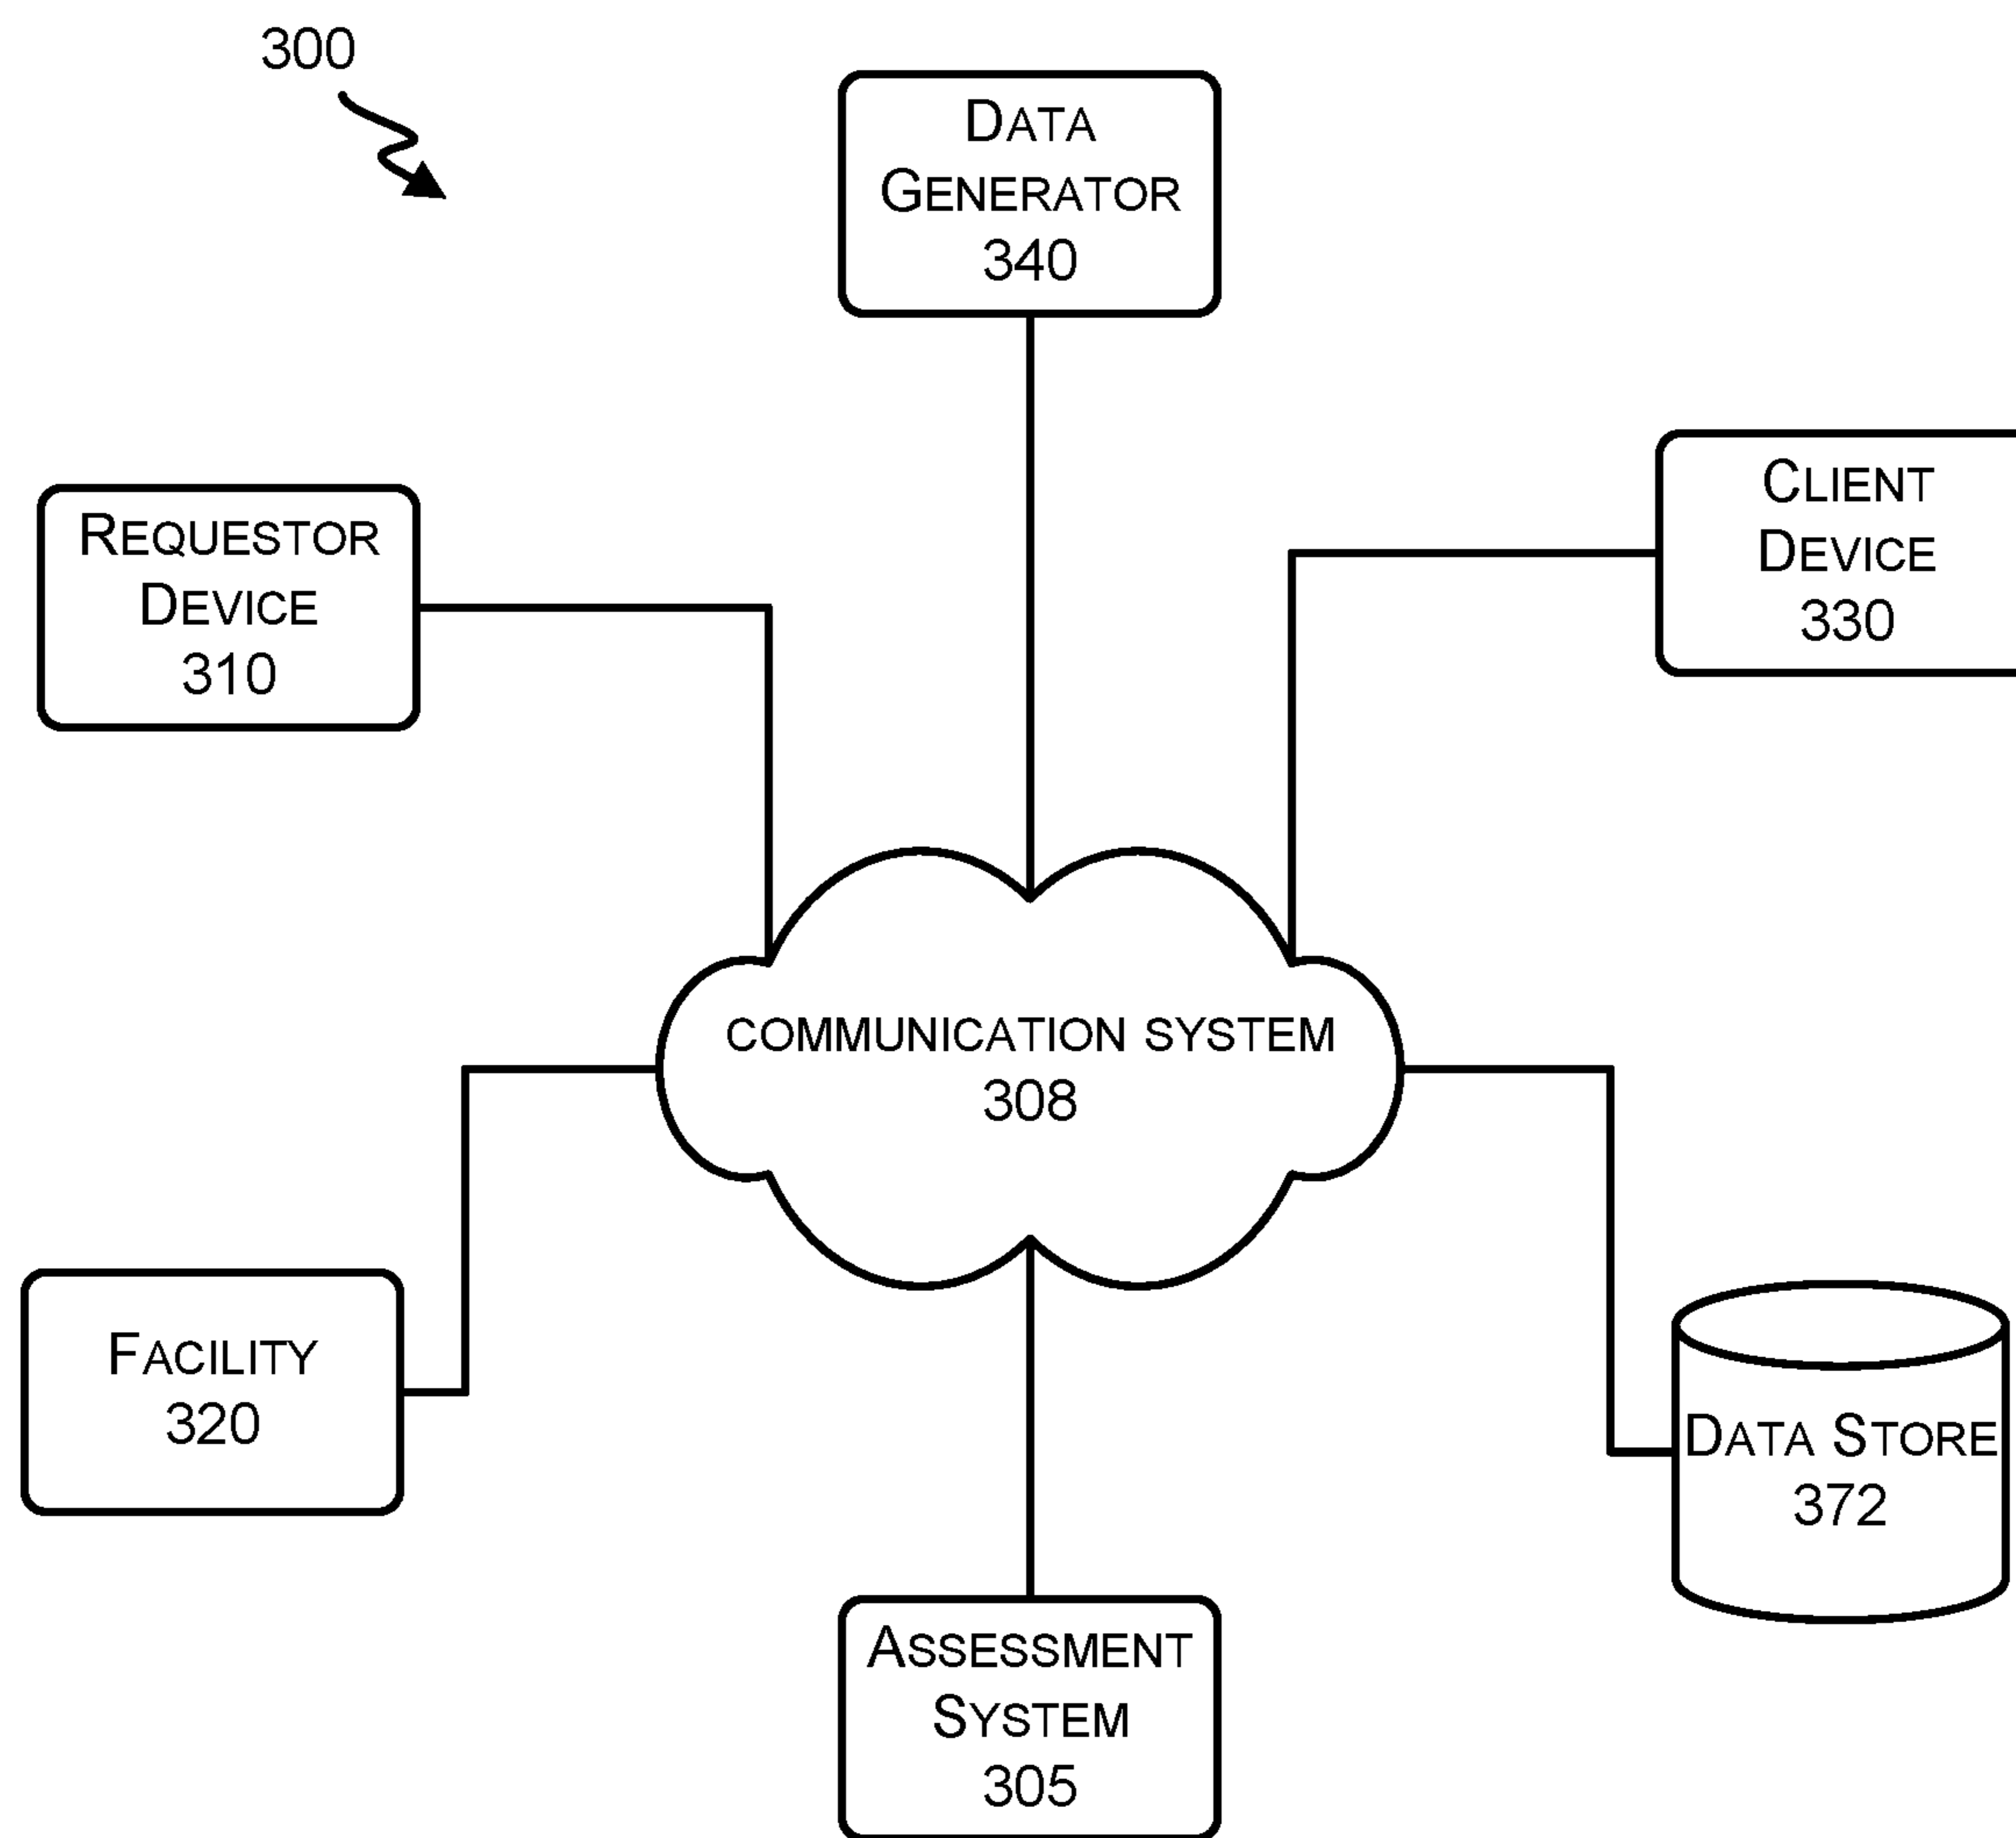 300
DATA
GENERATOR
340
CLIENT
DEVICE
330
REQUESTOR
DEVICE
310
COMMUNICATION SYSTEM
308
FACILITY
320
DATA STORE
372
ASSESSMENT
SYSTEM
305